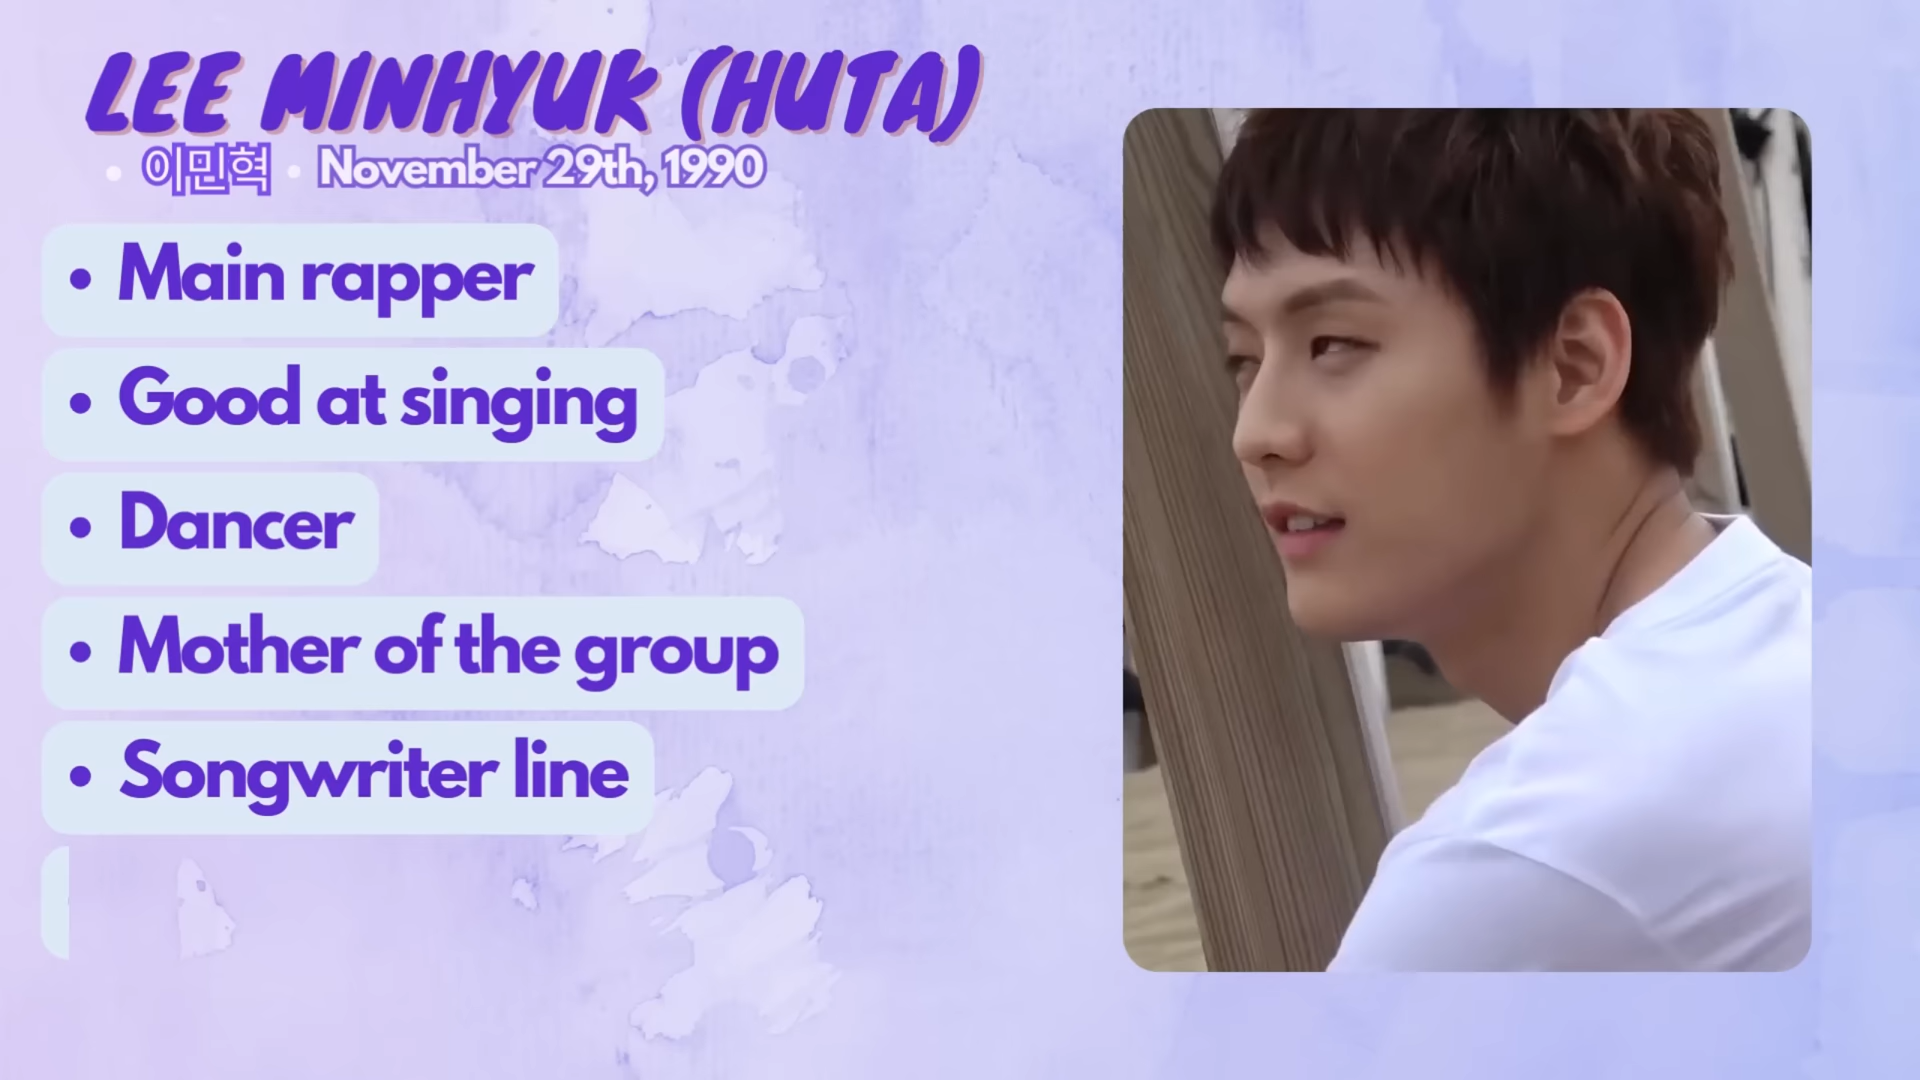 LEE MINHYUK (HUTA)
• 이민혁 • November 29th, 1990
• Main rapper
• Good at singing
• Dancer
• Mother of the group
• Songwriter line